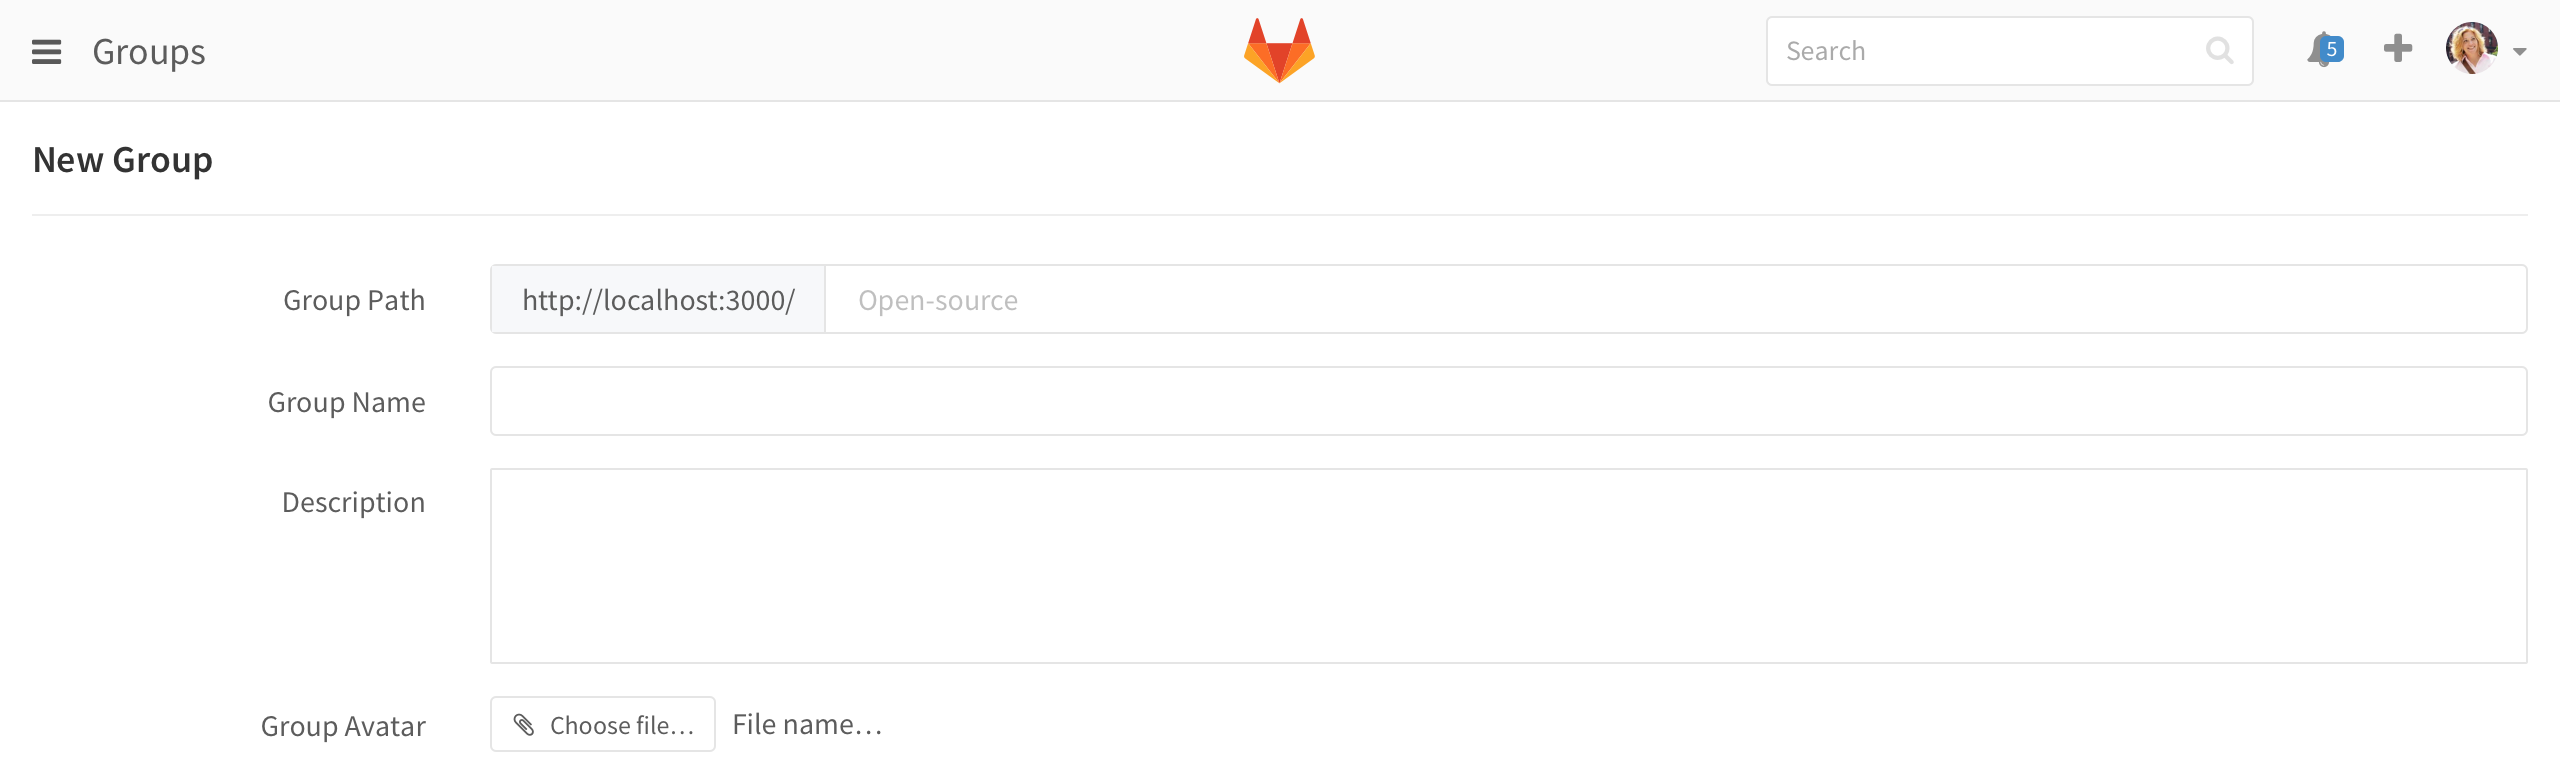 Groups
Search
5
New Group
Group Path
http://localhost:3000/
Open-source
Group Name
Description
Group Avatar
Choose file...
File name...